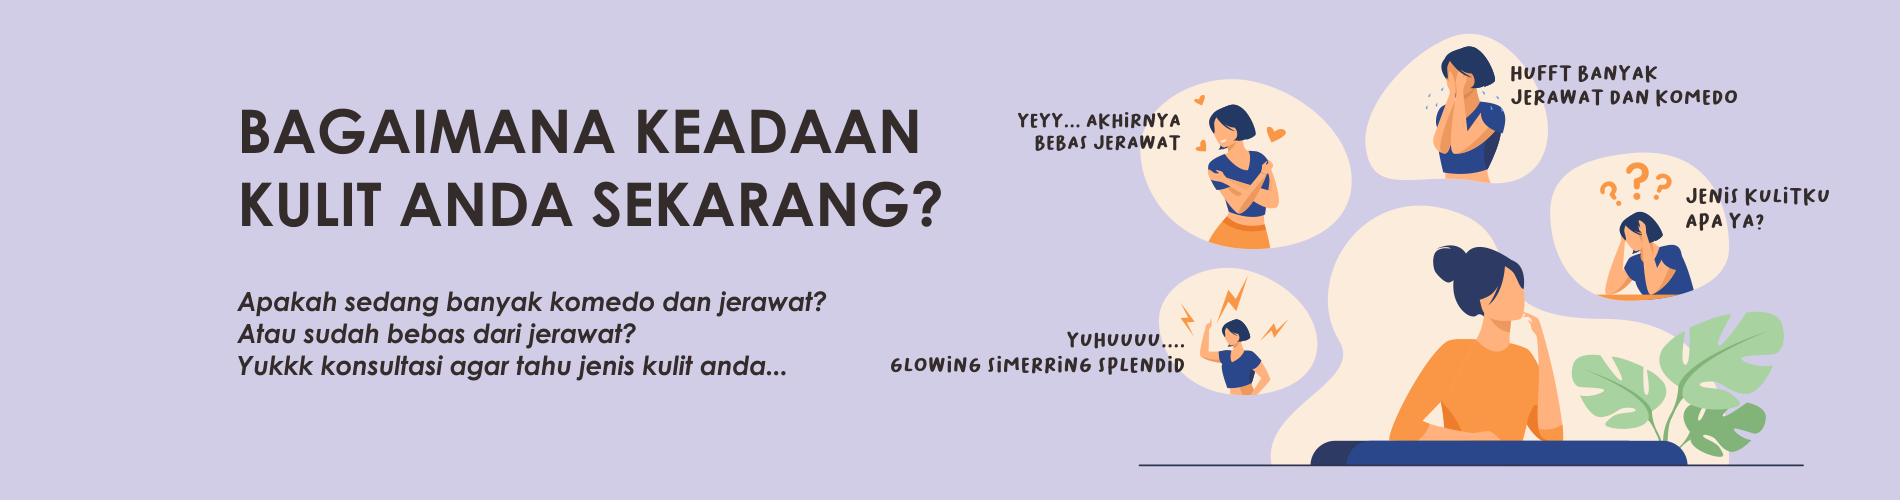 BAGAIMANA KEADAAN
KULIT ANDA SEKARANG?
Apakah sedang banyak komedo dan jerawat?
Atau sudah bebas dari jerawat?
Yukkk konsultasi agar tahu jenis kulit anda...
YEYY... AKHiRNYA
BEBAS JERAWAT
HUFFT BANYAK
JERAWAT DAN KOMEDO
JENiS KULiTKU
APA YA?
YUHUUUU....
GLOWiNG SiMERRiNG SPLENDiD